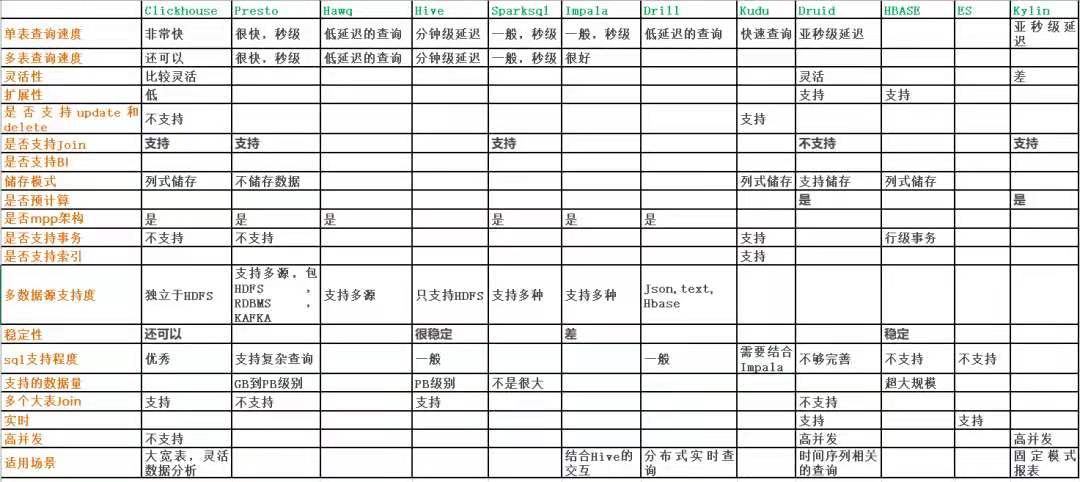 Clickhouse Presto Hawq Hive Sparksql Impala Drill Kudu Druid HBASE ES Kylin
单表查询速度 非常快 很快，秒级 低延迟的查询 分钟级延迟 一般，秒级 一般，秒级 低延迟的查询 快速查询 亚秒级延迟 亚秒级延迟
多表查询速度 还可以 很快，秒级 低延迟的查询 分钟级延迟 一般，秒级 很好
灵活性 比较灵活 灵活 差
扩展性 低 支持 支持
是否支持update和
delete 不支持 支持
是否支持Join 支持 支持 支持 不支持 支持
是否支持BI
储存模式 列式储存 不储存数据 列式储存 支持储存 列式储存
是否预计算 是 是
是否mpp架构 是 是 是 是 是 是
是否支持事务 不支持 不支持 支持 行级事务
是否支持索引 支持
多数据源支持度 独立于HDFS 支持多源，包
HDFS ，
RDBMS ，
KAFKA 支持多源 只支持HDFS 支持多种 支持多种 Json,text,
Hbase
稳定性 还可以 很稳定 差 稳定
sql支持程度 优秀 支持复杂查询 一般 一般 需要结合
Impala 不够完善 不支持 不支持
支持的数据量 GB到PB级别 PB级别 不是很大 超大规模
多个大表Join 支持 不支持 支持 不支持
实时 支持 支持
高并发 不支持 高并发 高并发
适用场景 大宽表，灵活
数据分析 结合Hive的
交互 分布式实时查
询 时间序列相关
的查询 固定模式
报表